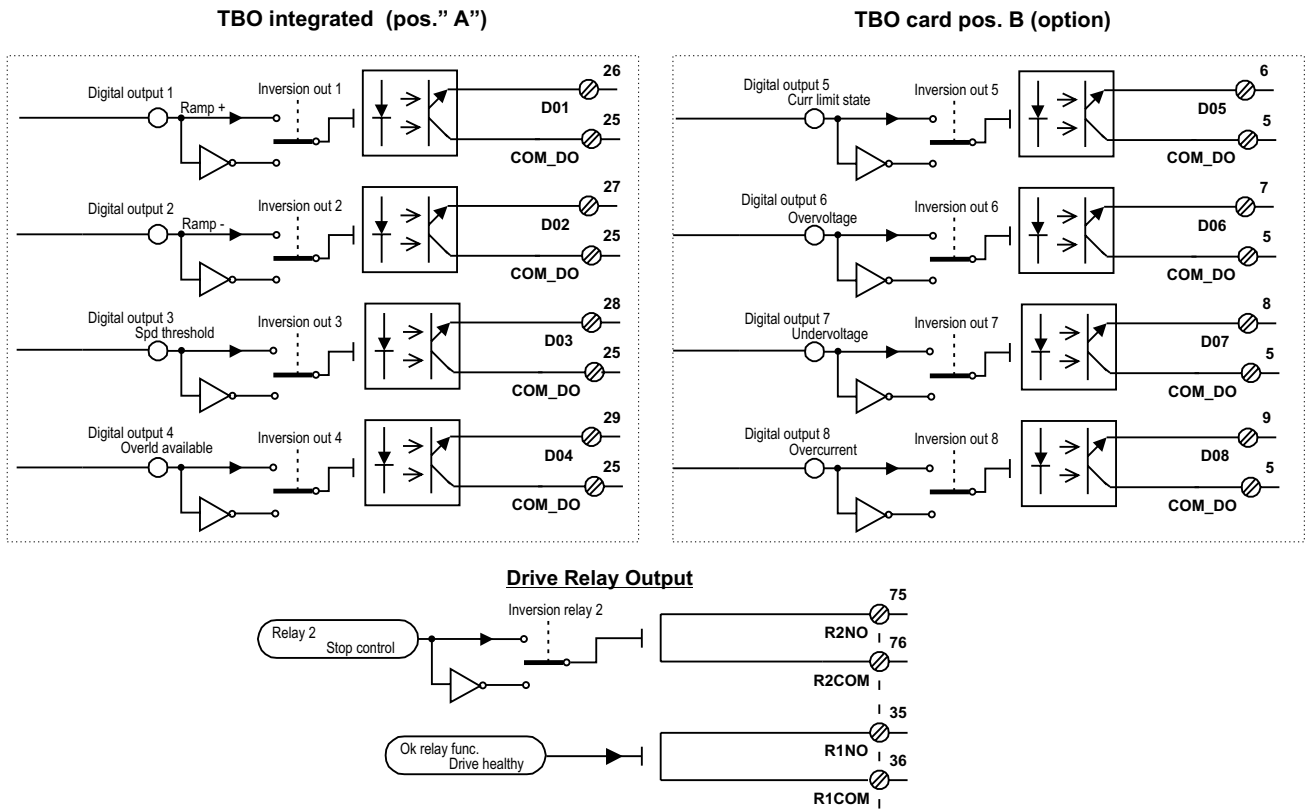 TBO integrated (pos." A")
TBO card pos. B (option)
Digital output 1
Ramp +
Inversion out 1
26
D01
25
COM_DO
Digital output 2
Ramp -
Inversion out 2
27
D02
25
COM_DO
Digital output 3
Spd threshold
Inversion out 3
28
D03
25
COM_DO
Digital output 4
Overld available
Inversion out 4
29
D04
25
COM_DO
Digital output 5
Curr limit state
Inversion out 5
6
D05
5
COM_DO
Digital output 6
Overvoltage
Inversion out 6
7
D06
5
COM_DO
Digital output 7
Undervoltage
Inversion out 7
8
D07
5
COM_DO
Digital output 8
Overcurrent
Inversion out 8
9
D08
5
COM_DO
Drive Relay Output
Relay 2
Stop control
Inversion relay 2
75
R2NO
76
R2COM
Ok relay func.
Drive healthy
35
R1NO
36
R1COM